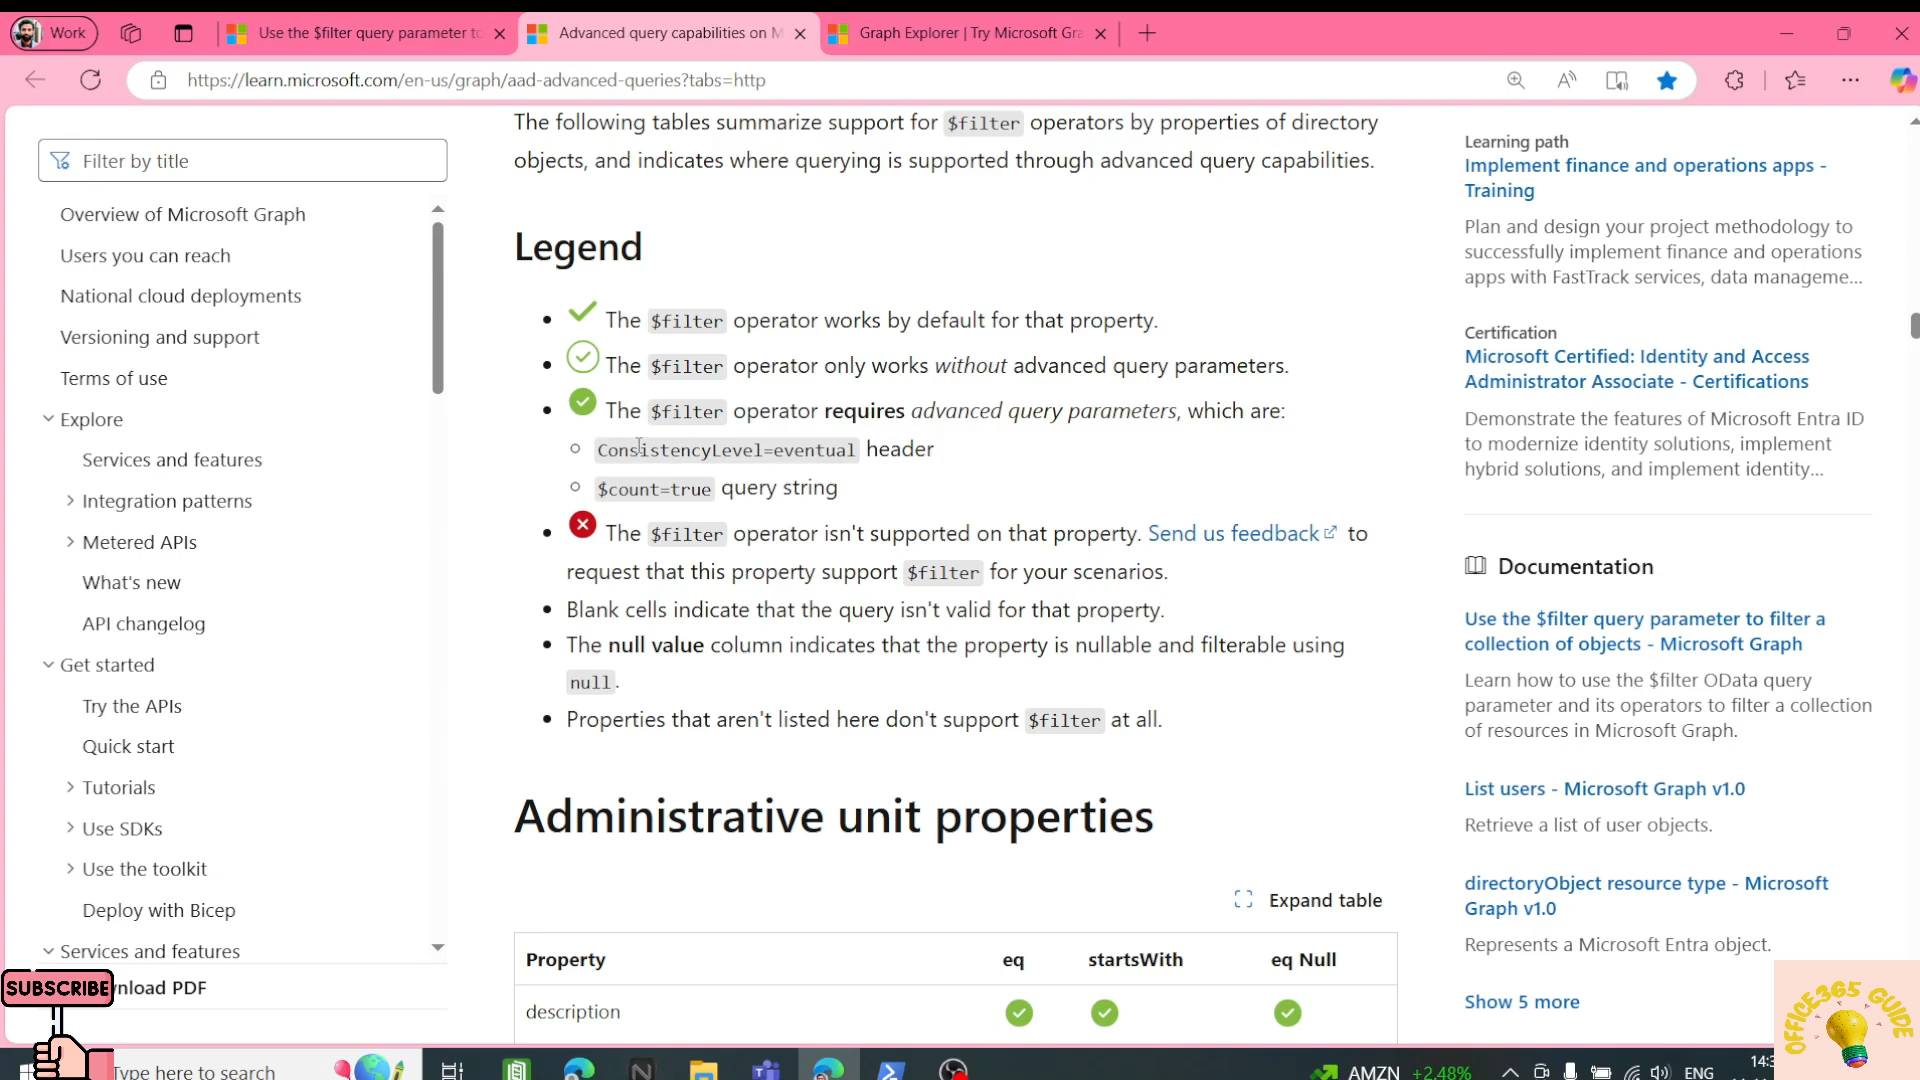 Work
Use the $filter query parameter to
Advanced query capabilities on M
Graph Explorer | Try Microsoft Gra
https://learn.microsoft.com/en-us/graph/aad-advanced-queries?tabs=http
Filter by title
Overview of Microsoft Graph
Users you can reach
National cloud deployments
Versioning and support
Terms of use
Explore
Services and features
Integration patterns
Metered APIs
What's new
API changelog
Get started
Try the APIs
Quick start
Tutorials
Use SDKs
Use the toolkit
Deploy with Bicep
Services and features
nload PDF
SUBSCRIBE
The following tables summarize support for $filter operators by properties of directory
objects, and indicates where querying is supported through advanced query capabilities.
Legend
The $filter operator works by default for that property.
The $filter operator only works without advanced query parameters.
The $filter operator requires advanced query parameters, which are:
ConsistencyLevel=eventual header
$count=true query string
The $filter operator isn't supported on that property. Send us feedback to
request that this property support $filter for your scenarios.
Blank cells indicate that the query isn't valid for that property.
The null value column indicates that the property is nullable and filterable using
null.
Properties that aren't listed here don't support $filter at all.
Administrative unit properties
Expand table
Property eq startsWith eq Null
description
Learning path
Implement finance and operations apps -
Training
Plan and design your project methodology to
successfully implement finance and operations
apps with FastTrack services, data manageme...
Certification
Microsoft Certified: Identity and Access
Administrator Associate - Certifications
Demonstrate the features of Microsoft Entra ID
to modernize identity solutions, implement
hybrid solutions, and implement identity...
Documentation
Use the $filter query parameter to filter a
collection of objects - Microsoft Graph
Learn how to use the $filter OData query
parameter and its operators to filter a collection
of resources in Microsoft Graph.
List users - Microsoft Graph v1.0
Retrieve a list of user objects.
directoryObject resource type - Microsoft
Graph v1.0
Represents a Microsoft Entra object.
Show 5 more
OFFICE365 GUIDE
Type here to search
AMZN +2.48%
ENG